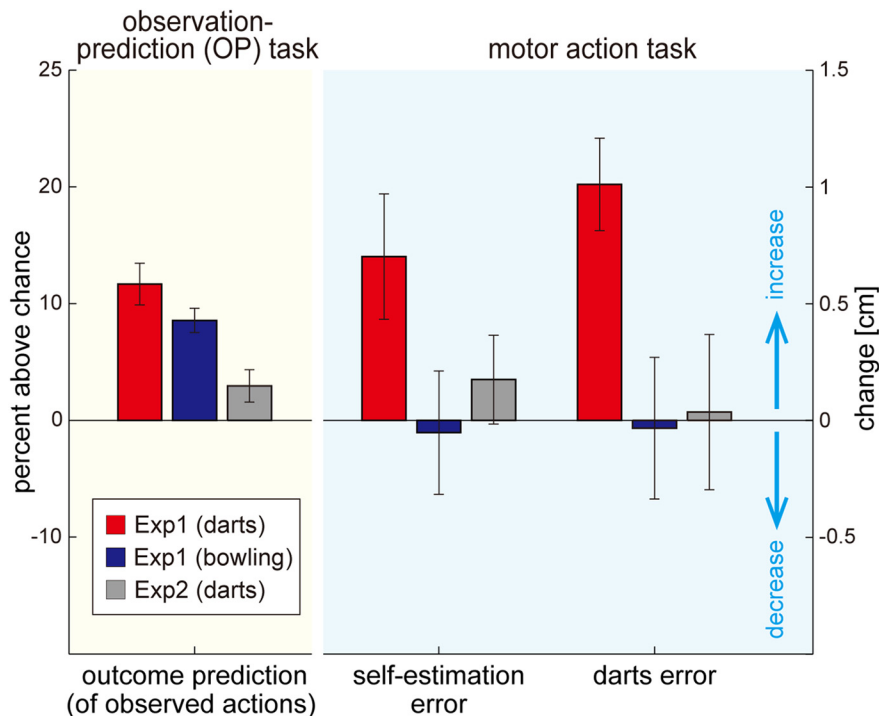 observation-
prediction (OP) task
motor action task
25
20
10
0
-10
percent above chance
1.5
1
0.5
0
-0.5
change [cm]
increase
decrease
Exp1 (darts)
Exp1 (bowling)
Exp2 (darts)
outcome prediction
(of observed actions)
self-estimation
error
darts error